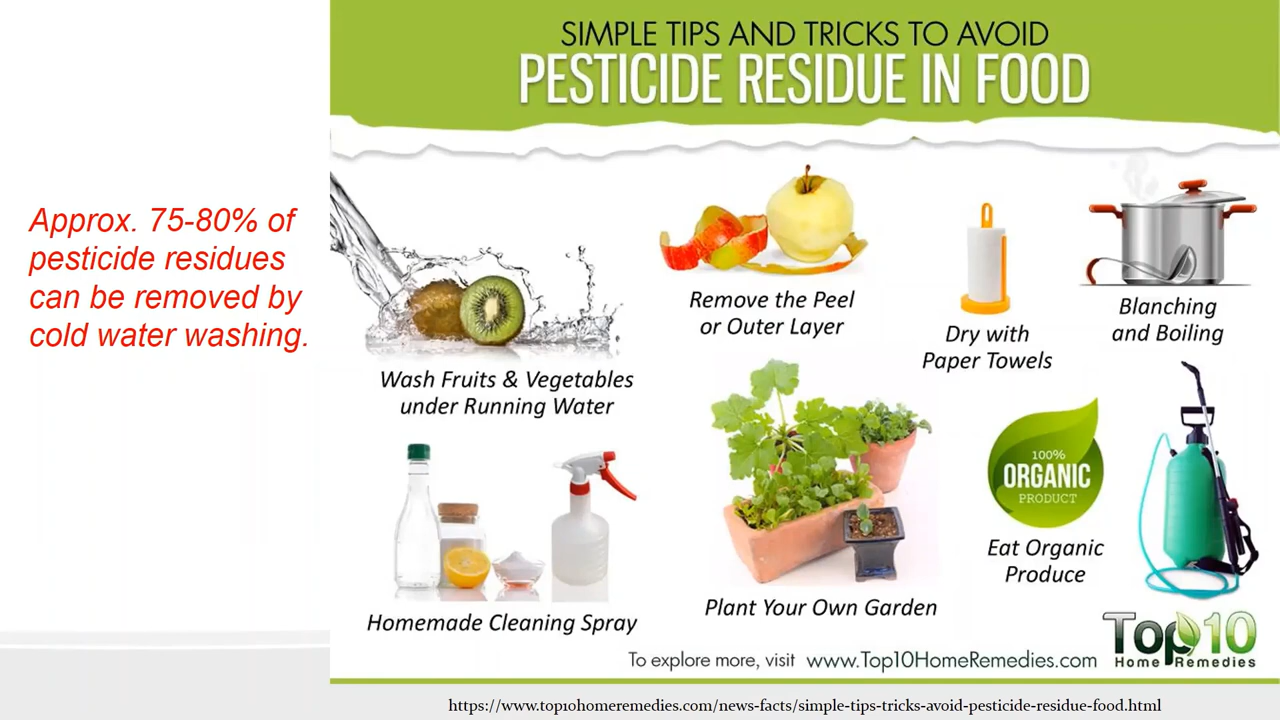 SIMPLE TIPS AND TRICKS TO AVOID
PESTICIDE RESIDUE IN FOOD
Approx. 75-80% of
pesticide residues
can be removed by
cold water washing.
Wash Fruits & Vegetables
under Running Water
Remove the Peel
or Outer Layer
Dry with
Paper Towels
Blanching
and Boiling
Homemade Cleaning Spray
Plant Your Own Garden
100%
ORGANIC
PRODUCT
Eat Organic
Produce
Top10
Home Remedies
To explore more, visit www.Top10HomeRemedies.com
https://www.top10homeremedies.com/news-facts/simple-tips-tricks-avoid-pesticide-residue-food.html